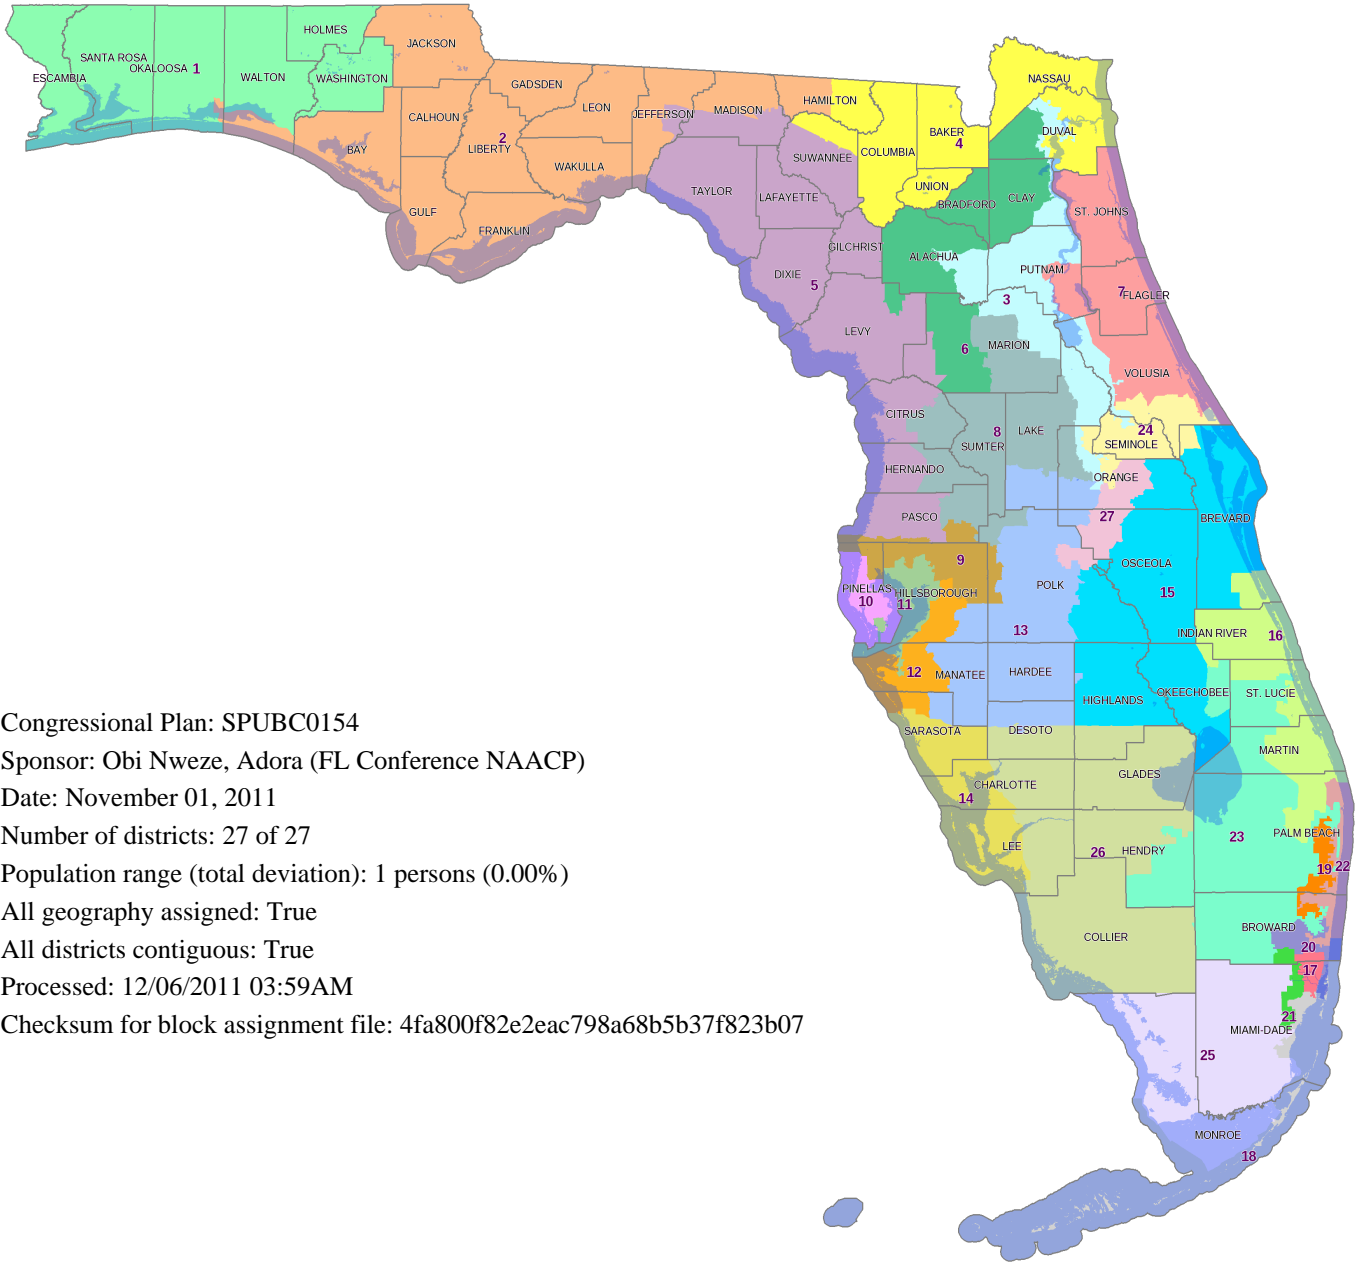 HOLMES
JACKSON
SANTA ROSA
OKALOOSA 1
ESCAMBIA
WALTON
WASHINGTON
GADSDEN
LEON
JEFFERSON
MADISON
HAMILTON
NASSAU
CALHOUN
LIBERTY
2
BAY
WAKULLA
GULF
FRANKLIN
TAYLOR
SUWANNEE
LAFAYETTE
COLUMBIA
BAKER
4
DUVAL
UNION
BRADFORD
CLAY
ST. JOHNS
GILCHRIST
ALACHUA
PUTNAM
DIXIE
5
3
7
FLAGLER
LEVY
6
MARION
VOLUSIA
CITRUS
8
SUMTER
LAKE
24
SEMINOLE
HERNANDO
ORANGE
PASCO
27
BREVARD
9
OSCEOLA
PINELLAS
10
11
HILLSBOROUGH
POLK
15
13
INDIAN RIVER
16
12
MANATEE
HARDEE
HIGHLANDS
OKEECHOBEE
ST. LUCIE
SARASOTA
DESOTO
MARTIN
GLADES
CHARLOTTE
14
LEE
26
HENDRY
23
PALM BEACH
19
22
COLLIER
BROWARD
20
17
21
MIAMI-DADE
25
MONROE
18
Congressional Plan: SPUBC0154
Sponsor: Obi Nweze, Adora (FL Conference NAACP)
Date: November 01, 2011
Number of districts: 27 of 27
Population range (total deviation): 1 persons (0.00%)
All geography assigned: True
All districts contiguous: True
Processed: 12/06/2011 03:59AM
Checksum for block assignment file: 4fa800f82e2eac798a68b5b37f823b07